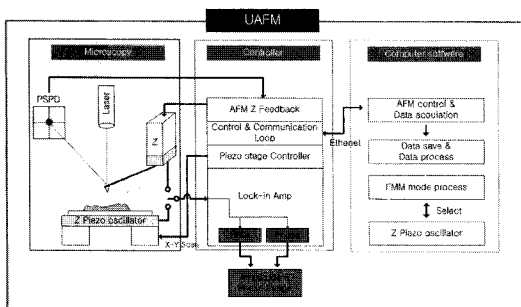 UAFM
Microscopy
Controller
Computer software
PSPD
Laser
Z
AFM Z Feedback
Control & Communication
Loop
Piezo stage Controller
Lock-in Amp
Z Piezo oscillator
X-Y Scan
Ethenet
AFM control &
Data acquisition
Data save &
Data process
FMM mode process
Select
Z Piezo oscillator